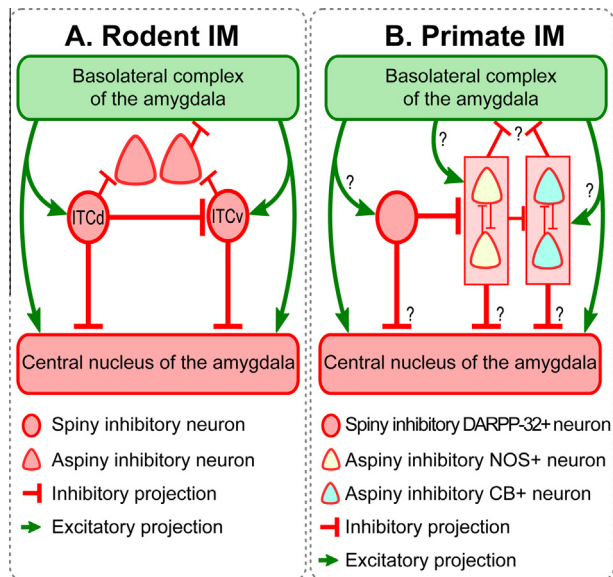 A. Rodent IM
Basolateral complex
of the amygdala
ITCd
ITCv
Central nucleus of the amygdala
Spiny inhibitory neuron
Aspiny inhibitory neuron
Inhibitory projection
Excitatory projection
B. Primate IM
Basolateral complex
of the amygdala
?
?
?
?
?
?
?
Central nucleus of the amygdala
Spiny inhibitory DARPP-32+ neuron
Aspiny inhibitory NOS+ neuron
Aspiny inhibitory CB+ neuron
Inhibitory projection
Excitatory projection